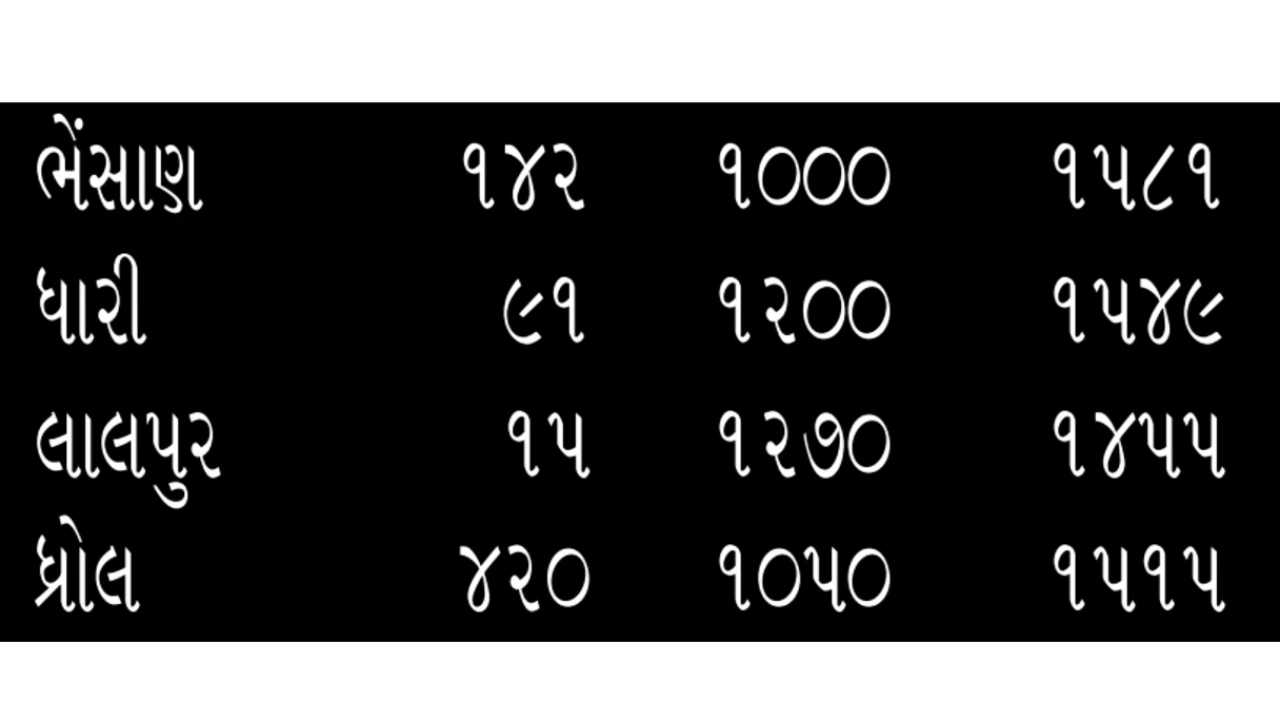 ભેંસાણ ૧૪૨ ૧૦૦૦ ૧૫૮૧
ધારી ૯૧ ૧૨૦૦ ૧૫૪૯
લાલપુર ૧૫ ૧૨૭૦ ૧૪૫૫
ધ્રોલ ૪૨૦ ૧૦૫૦ ૧૫૧૫